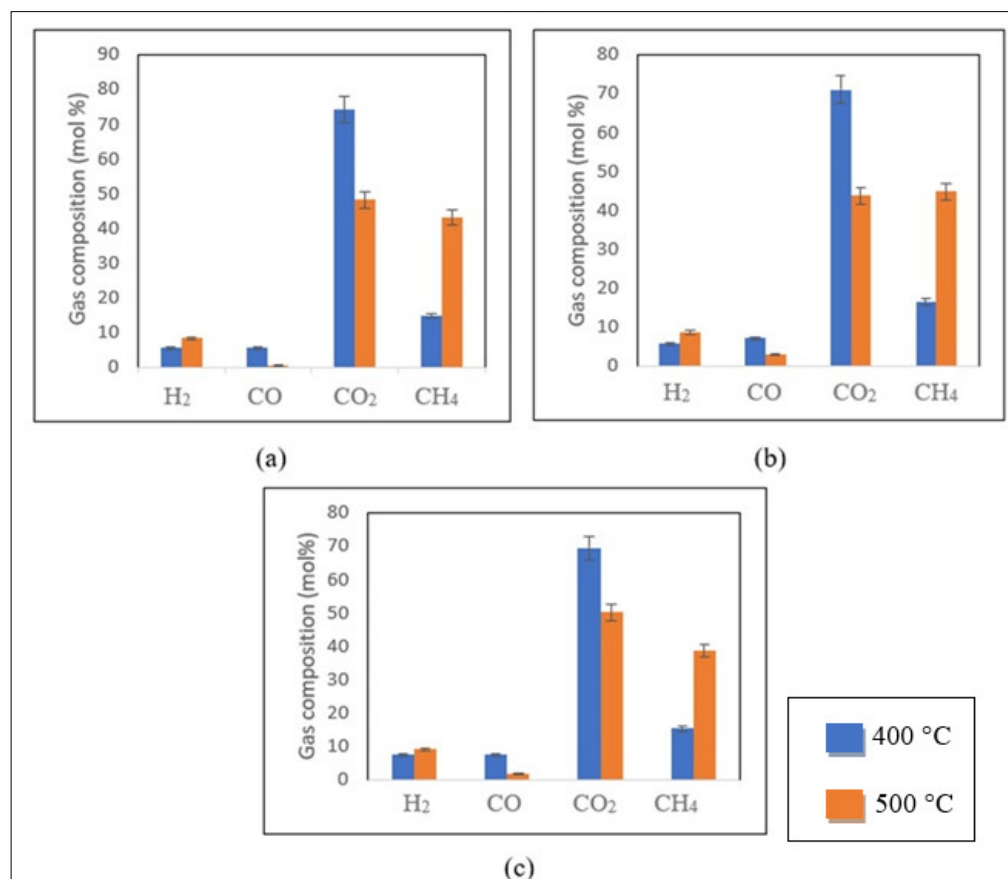 Gas composition (mol %)
90
80
70
60
50
40
30
20
10
0
H₂ CO CO₂ CH₄
(a)
Gas composition (mol %)
80
70
60
50
40
30
20
10
0
H₂ CO CO₂ CH₄
(b)
Gas composition (mol%)
80
70
60
50
40
30
20
10
0
H₂ CO CO₂ CH₄
(c)
400 °C
500 °C